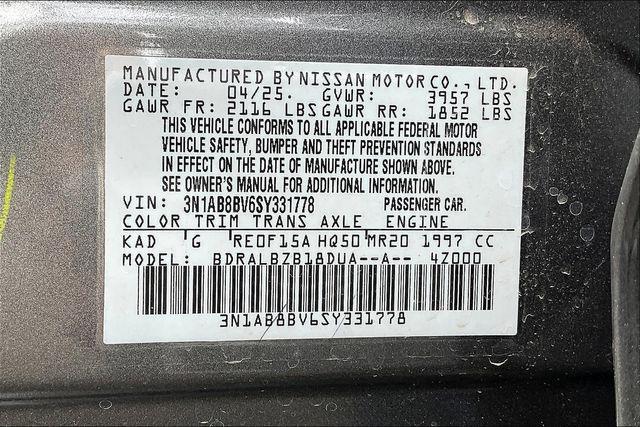 MANUFACTURED BY NISSAN MOTOR CO., LTD.
DATE: 04/25. GVWR: 3957 LBS
GAWR FR: 2116 LBS GAWR RR: 1852 LBS
THIS VEHICLE CONFORMS TO ALL APPLICABLE FEDERAL MOTOR
VEHICLE SAFETY, BUMPER AND THEFT PREVENTION STANDARDS
IN EFFECT ON THE DATE OF MANUFACTURE SHOWN ABOVE.
SEE OWNER'S MANUAL FOR ADDITIONAL INFORMATION.
VIN: 3N1AB8BV6SY331778 PASSENGER CAR.
COLOR TRIM TRANS AXLE ENGINE
KAD G RE0F15A HQ50 MR20 1997 CC
MODEL: BDRALBZB18DUA--A-- 4Z000
3N1AB8BV6SY331778